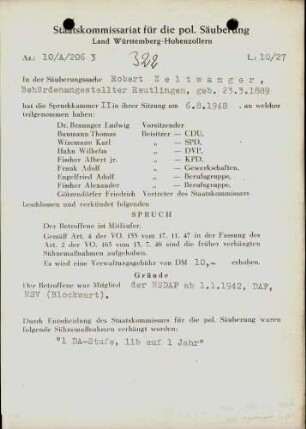 Staatskommissariat für die pol. Säuberung
Land Württemberg-Hohenzollern
Az.: 10/A/206 3
322
L: 10/27
In der Säuberungssache Robert Zeltwanger,
Behördenangestellter Reutlingen, geb. 23.3.1889
hat die Spruchkammer II in ihrer Sitzung am 6.8.1948 an welcher
teilgenommen haben:
Dr. Brauger Ludwig Vorsitzender
Baumann Thomas Beisitzer — CDU,
Wizemann Karl „ — SPD,
Hahn Wilhelm „ — DVP,
Fischer Albert jr. „ — KPD,
Frank Adolf „ — Gewerkschaften,
Engelfried Adolf „ — Berufsgruppe,
Fischer Alexander „ — Berufsgruppe,
Götzendörfer Friedrich Vertreter des Staatskommissars
beschlossen und verkündet folgenden
SPRUCH
Der Betroffene ist Mitläufer.
Gemäß Art. 4 der VO. 133 vom 17. 11. 47 in der Fassung des
Art. 2 der VO. 165 vom 13. 7. 48 sind die früher verhängten
Sühnemaßnahmen aufgehoben.
Es wird eine Verwaltungsgebühr von DM 10,— erhoben.
Gründe
Der Betroffene war Mitglied der NSDAP ab 1.1.1942, DAF,
NSV (Blockwart).
Durch Entscheidung des Staatskommissars für die pol. Säuberung waren
folgende Sühnemaßnahmen verhängt worden:
"1 DA-Stufe, 11b auf 1 Jahr"